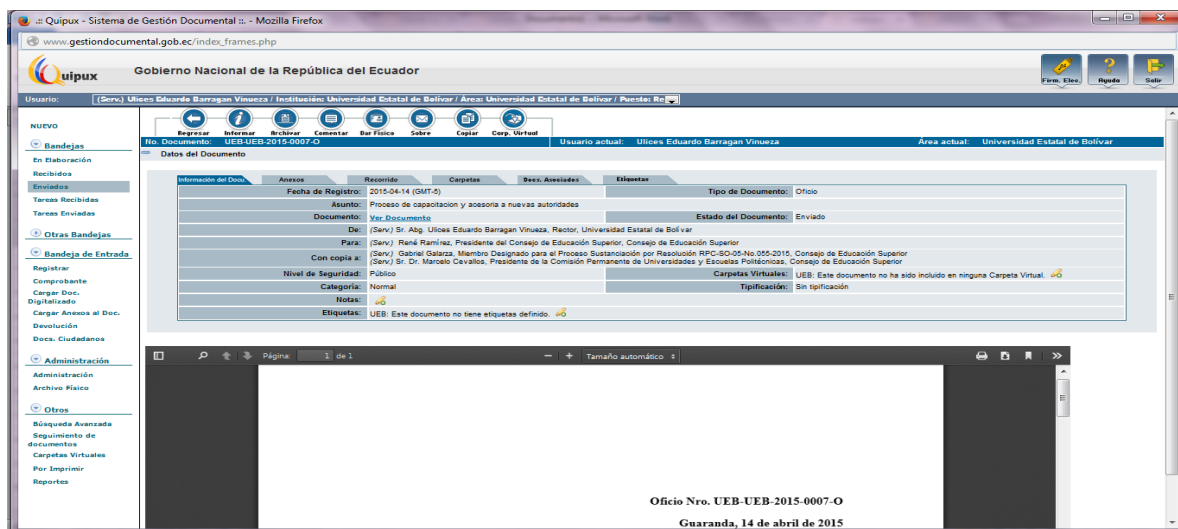 .:: Quipux - Sistema de Gestión Documental ::. - Mozilla Firefox
www.gestiondocumental.gob.ec/index_frames.php
Quipux
Gobierno Nacional de la República del Ecuador
Firm. Elec.
Ayuda
Salir
Usuario:
(Serv.) Ulices Eduardo Barragan Vinueza / Institución: Universidad Estatal de Bolivar / Área: Universidad Estatal de Bolívar / Puesto: Re
NUEVO
Bandejas
En Elaboración
Recibidos
Enviados
Tareas Recibidas
Tareas Enviadas
Otras Bandejas
Bandeja de Entrada
Registrar
Comprobante
Cargar Doc.
Digitalizado
Cargar Anexos al Doc.
Devolución
Docs. Ciudadanos
Administración
Administración
Archivo Físico
Otros
Búsqueda Avanzada
Seguimiento de
documentos
Carpetas Virtuales
Por Imprimir
Reportes
Regresar Informar Archivar Comentar Dar Físico Sobre Copiar Carp. Virtual
No. Documento: UEB-UEB-2015-0007-O Usuario actual: Ulices Eduardo Barragan Vinueza Área actual: Universidad Estatal de Bolívar
Datos del Documento
Información del Docu. Anexos Recorrido Carpetas Docs. Asociados Etiquetas
Fecha de Registro: 2015-04-14 (GMT-5) Tipo de Documento: Oficio
Asunto: Proceso de capacitacion y acesoria a nuevas autoridades
Documento: Ver Documento Estado del Documento: Enviado
De: (Serv.) Sr. Abg. Ulices Eduardo Barragan Vinueza, Rector, Universidad Estatal de Bolívar
Para: (Serv.) René Ramírez, Presidente del Consejo de Educación Superior, Consejo de Educación Superior
Con copia a: (Serv.) Gabriel Galarza, Miembro Designado para el Proceso Sustanciación por Resolución RPC-SO-05-No.055-2015, Consejo de Educación Superior
(Serv.) Sr. Dr. Marcelo Cevallos, Presidente de la Comisión Permanente de Universidades y Escuelas Politécnicas, Consejo de Educación Superior
Nivel de Seguridad: Público Carpetas Virtuales: UEB: Este documento no ha sido incluido en ninguna Carpeta Virtual.
Categoría: Normal Tipificación: Sin tipificación
Notas:
Etiquetas: UEB: Este documento no tiene etiquetas definido.
Página: 1 de 1 Tamaño automático
Oficio Nro. UEB-UEB-2015-0007-O
Guaranda, 14 de abril de 2015